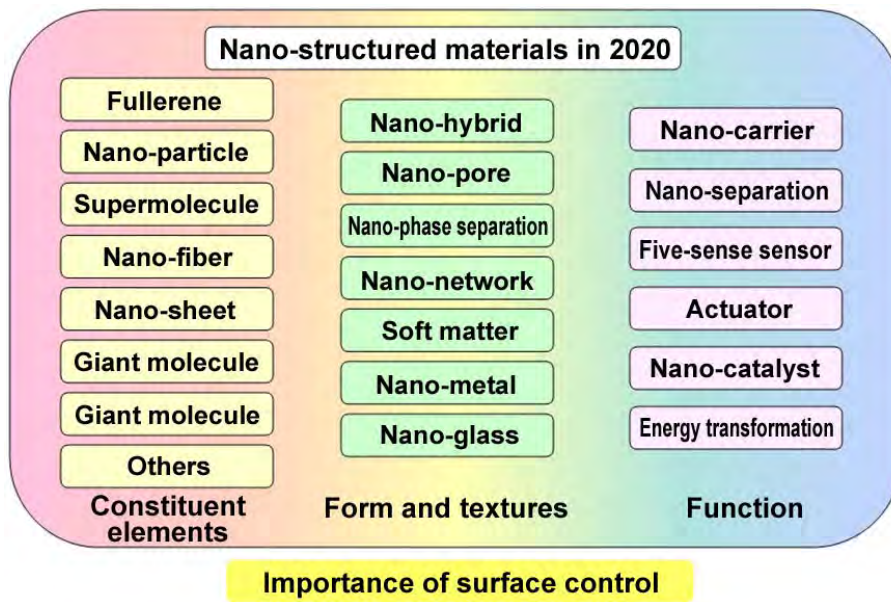 Nano-structured materials in 2020
Fullerene
Nano-particle
Supermolecule
Nano-fiber
Nano-sheet
Giant molecule
Giant molecule
Others
Constituent
elements
Nano-hybrid
Nano-pore
Nano-phase separation
Nano-network
Soft matter
Nano-metal
Nano-glass
Form and textures
Nano-carrier
Nano-separation
Five-sense sensor
Actuator
Nano-catalyst
Energy transformation
Function
Importance of surface control